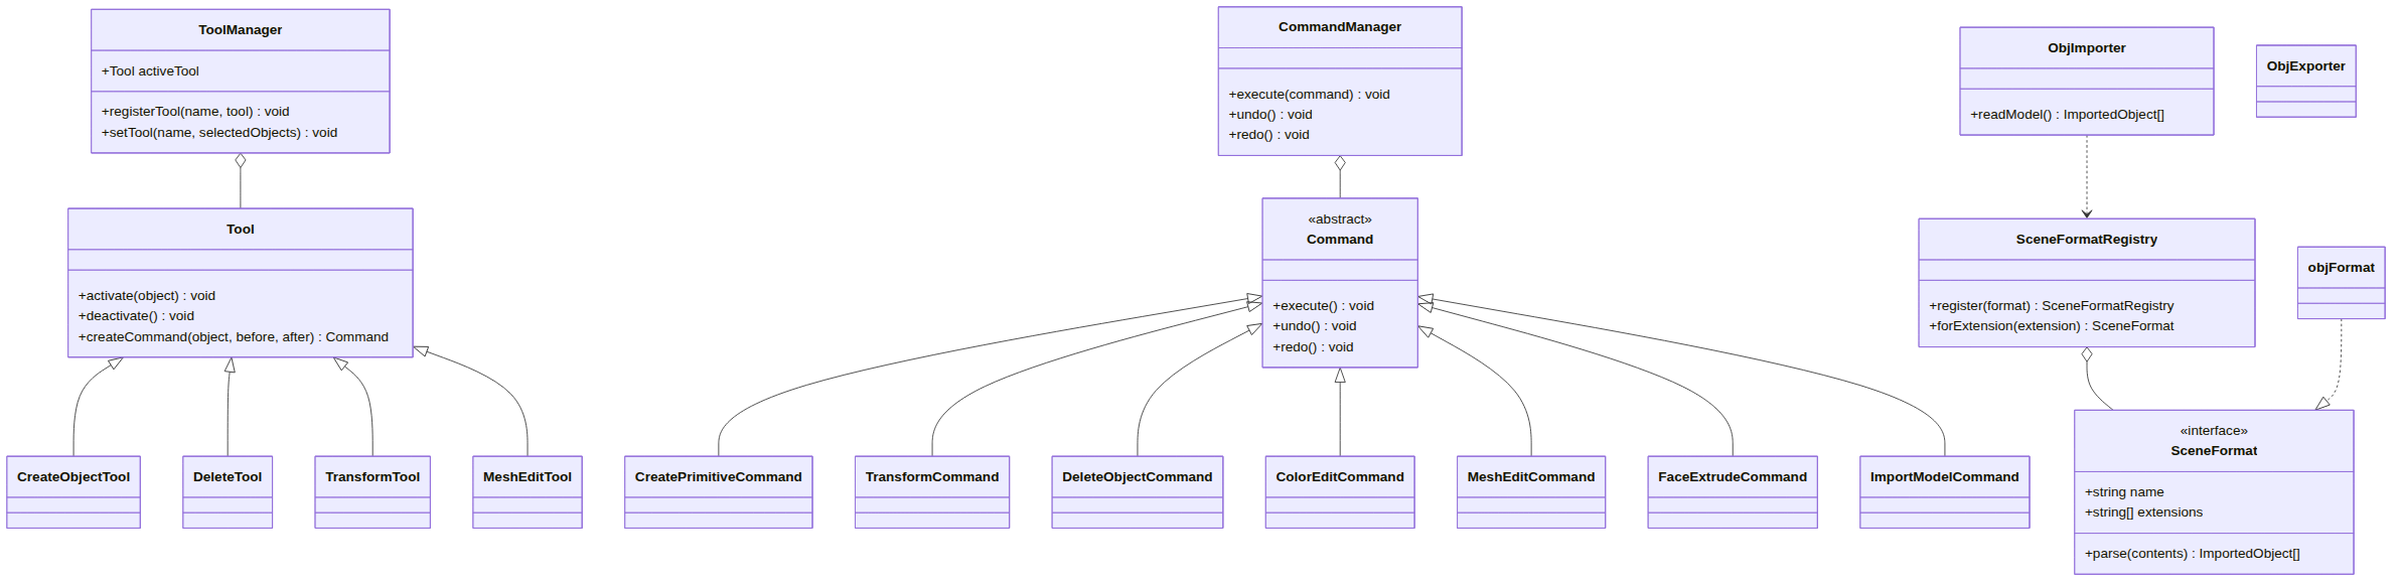 ToolManager
+Tool activeTool
+registerTool(name, tool) : void
+setTool(name, selectedObjects) : void
Tool
+activate(object) : void
+deactivate() : void
+createCommand(object, before, after) : Command
CreateObjectTool
DeleteTool
TransformTool
MeshEditTool
CommandManager
+execute(command) : void
+undo() : void
+redo() : void
«abstract»
Command
+execute() : void
+undo() : void
+redo() : void
CreatePrimitiveCommand
TransformCommand
DeleteObjectCommand
ColorEditCommand
MeshEditCommand
FaceExtrudeCommand
ImportModelCommand
ObjImporter
+readModel() : ImportedObject[]
ObjExporter
SceneFormatRegistry
+register(format) : SceneFormatRegistry
+forExtension(extension) : SceneFormat
objFormat
«interface»
SceneFormat
+string name
+string[] extensions
+parse(contents) : ImportedObject[]